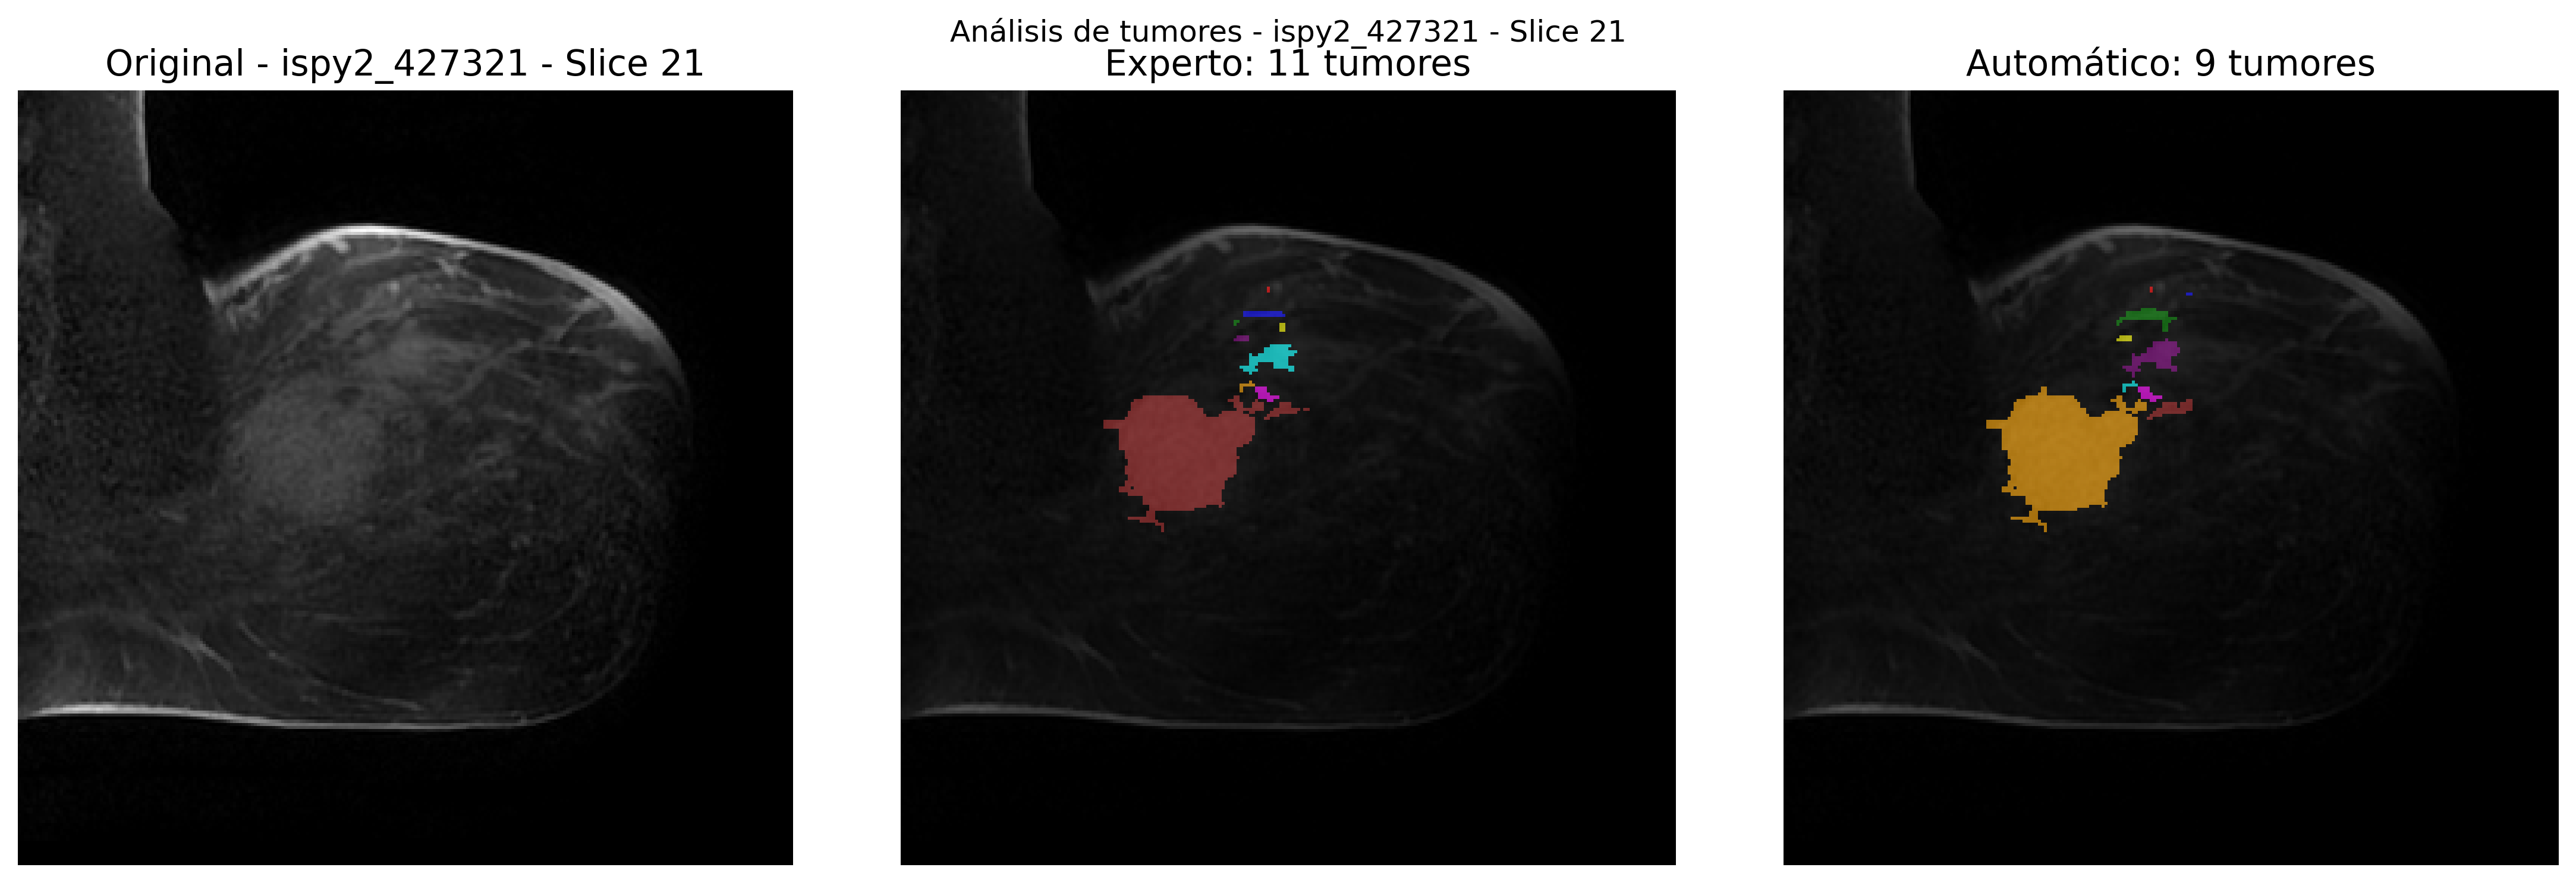 Análisis de tumores - ispy2_427321 - Slice 21
Original - ispy2_427321 - Slice 21
Experto: 11 tumores
Automático: 9 tumores